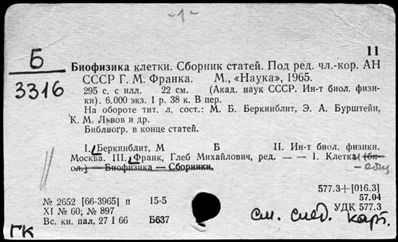 -1-
11
Б
3316
Биофизика клетки. Сборник статей. Под ред. чл.-кор. АН
СССР Г. М. Франка. М., «Наука», 1965.
295 с. с илл. 22 см. (Акад. наук СССР. Ин-т биол. физи-
ки). 6.000 экз. 1 р. 38 к. В пер.
На обороте тит. л. сост.: М. Б. Беркинблит, Э. А. Бурштейн,
К. М. Львов и др.
Библиогр. в конце статей.
I. Беркинблит, М Б II. Ин-т биол. физики.
Москва. III. Франк, Глеб Михайлович, ред. — — I. Клетка (би-
ол.) — Биофизика — Сборники.
577.3+[016.3]
57.04
УДК 577.3
№ 2652 [66-3965] п 15-5
XI № 60; № 897
Вс. кн. пал. 27 I 66 Б637
см. след. карт.
ГК